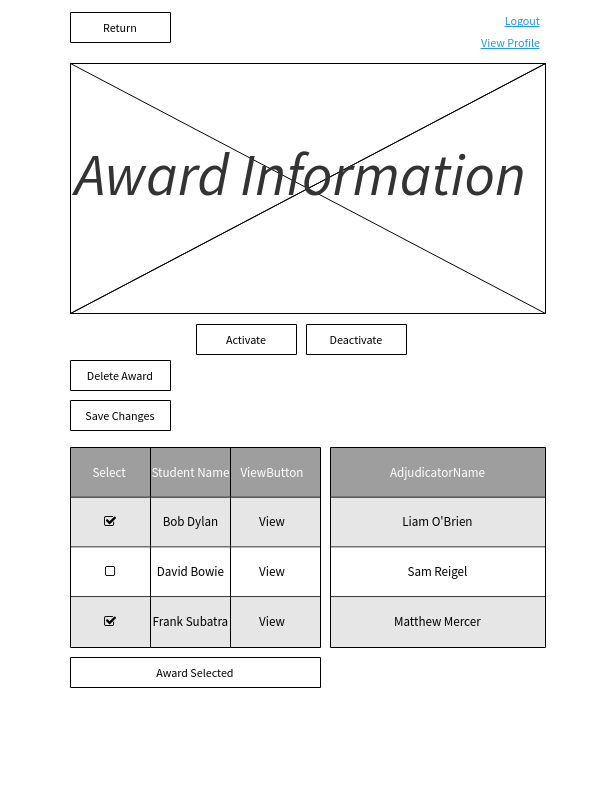 Return
Logout
View Profile
Award Information
Activate Deactivate
Delete Award
Save Changes
Select Student Name ViewButton AdjudicatorName
Bob Dylan View Liam O'Brien
David Bowie View Sam Reigel
Frank Subatra View Matthew Mercer
Award Selected